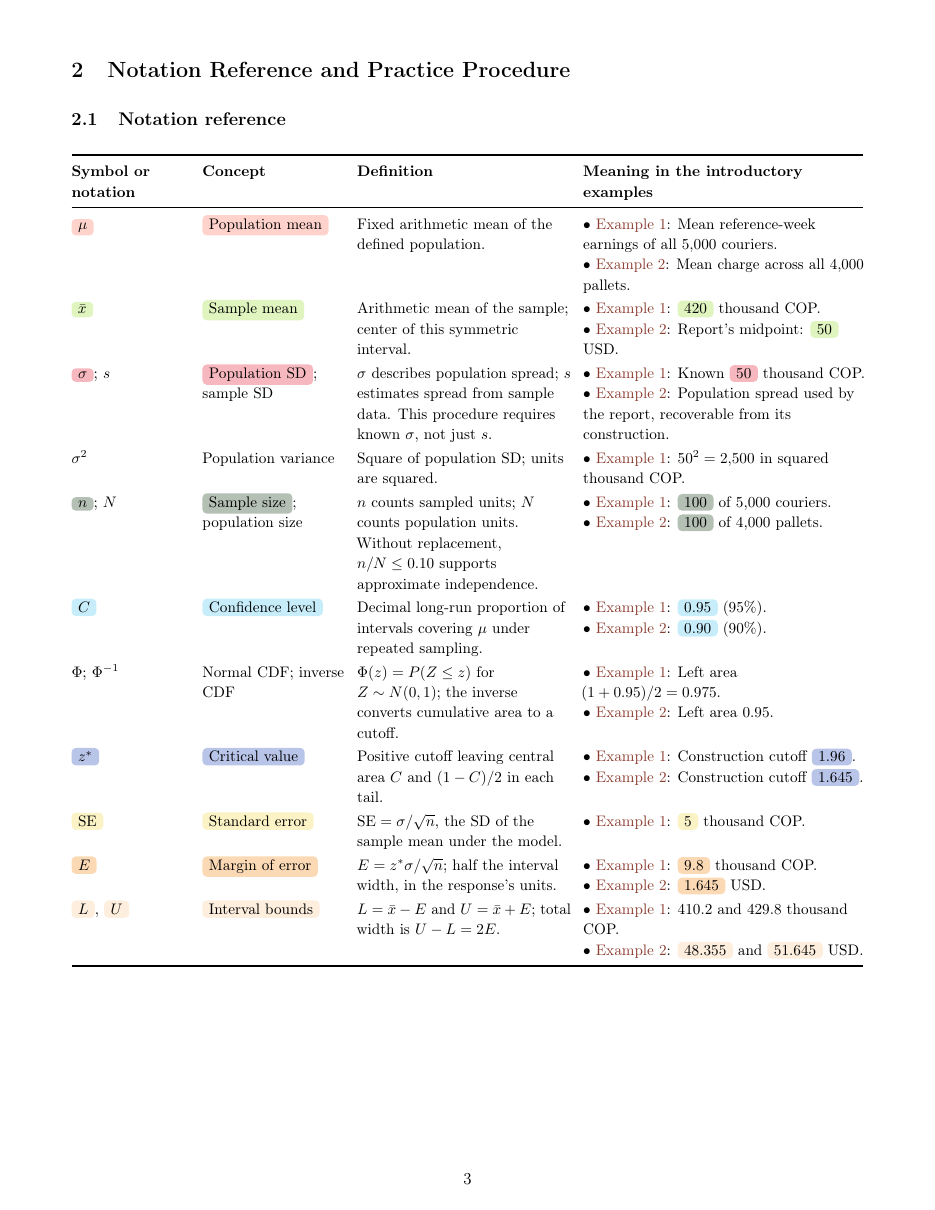 2 Notation Reference and Practice Procedure
2.1 Notation reference
Symbol or notation Concept Definition Meaning in the introductory examples
μ Population mean Fixed arithmetic mean of the • Example 1: Mean reference-week
defined population. earnings of all 5,000 couriers.
• Example 2: Mean charge across all 4,000
pallets.
x̄ Sample mean Arithmetic mean of the sample; • Example 1: 420 thousand COP.
center of this symmetric • Example 2: Report's midpoint: 50
interval. USD.
σ ; s Population SD ; σ describes population spread; s • Example 1: Known 50 thousand COP.
sample SD estimates spread from sample • Example 2: Population spread used by
data. This procedure requires the report, recoverable from its
known σ, not just s. construction.
σ² Population variance Square of population SD; units • Example 1: 50² = 2,500 in squared
are squared. thousand COP.
n ; N Sample size ; n counts sampled units; N • Example 1: 100 of 5,000 couriers.
population size counts population units. • Example 2: 100 of 4,000 pallets.
Without replacement,
n/N ≤ 0.10 supports
approximate independence.
C Confidence level Decimal long-run proportion of • Example 1: 0.95 (95%).
intervals covering μ under • Example 2: 0.90 (90%).
repeated sampling.
Φ; Φ⁻¹ Normal CDF; inverse Φ(z) = P(Z ≤ z) for • Example 1: Left area
CDF Z ∼ N(0, 1); the inverse (1 + 0.95)/2 = 0.975.
converts cumulative area to a • Example 2: Left area 0.95.
cutoff.
z* Critical value Positive cutoff leaving central • Example 1: Construction cutoff 1.96 .
area C and (1 − C)/2 in each • Example 2: Construction cutoff 1.645 .
tail.
SE Standard error SE = σ/√n, the SD of the • Example 1: 5 thousand COP.
sample mean under the model.
E Margin of error E = z*σ/√n; half the interval • Example 1: 9.8 thousand COP.
width, in the response's units. • Example 2: 1.645 USD.
L , U Interval bounds L = x̄ − E and U = x̄ + E; total • Example 1: 410.2 and 429.8 thousand
width is U − L = 2E. COP.
• Example 2: 48.355 and 51.645 USD.
3